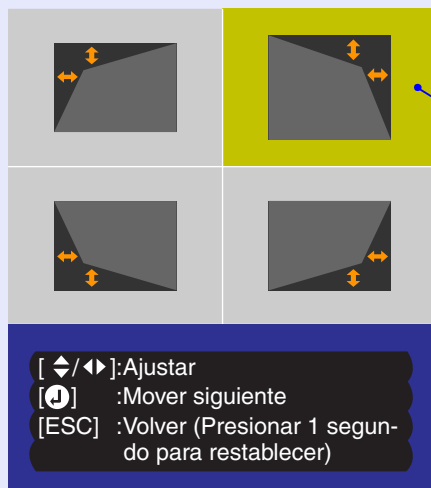 [ / ]:Ajustar
[ ] :Mover siguiente
[ESC] :Volver (Presionar 1 segun-
do para restablecer)